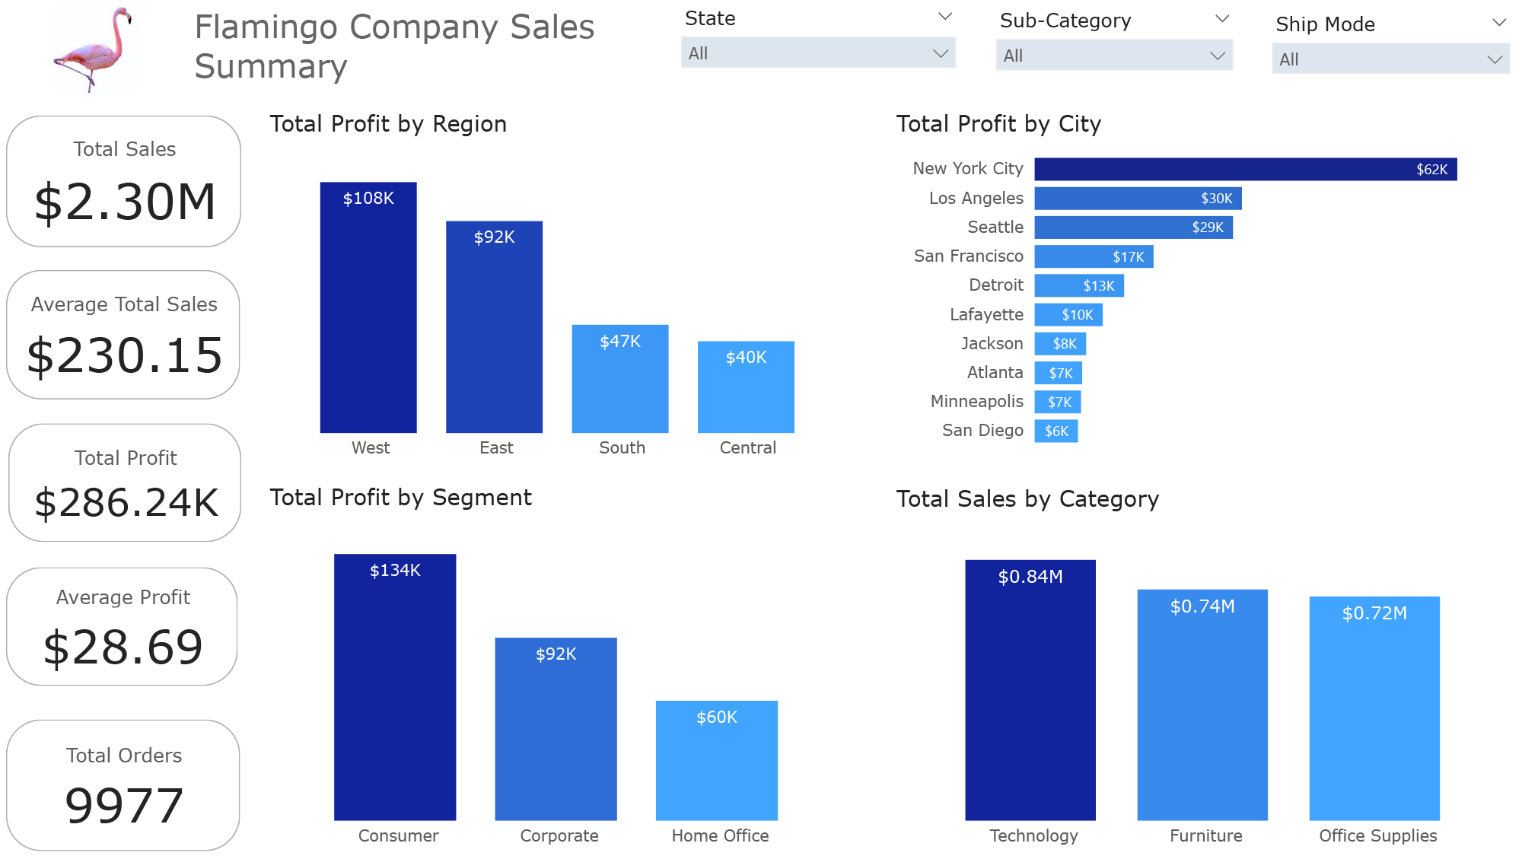 Flamingo Company Sales
Summary
State
All
Sub-Category
All
Ship Mode
All
Total Sales
$2.30M
Average Total Sales
$230.15
Total Profit
$286.24K
Average Profit
$28.69
Total Orders
9977
Total Profit by Region
$108K
$92K
$47K
$40K
West
East
South
Central
Total Profit by City
New York City
$62K
Los Angeles
$30K
Seattle
$29K
San Francisco
$17K
Detroit
$13K
Lafayette
$10K
Jackson
$8K
Atlanta
$7K
Minneapolis
$7K
San Diego
$6K
Total Profit by Segment
$134K
$92K
$60K
Consumer
Corporate
Home Office
Total Sales by Category
$0.84M
$0.74M
$0.72M
Technology
Furniture
Office Supplies